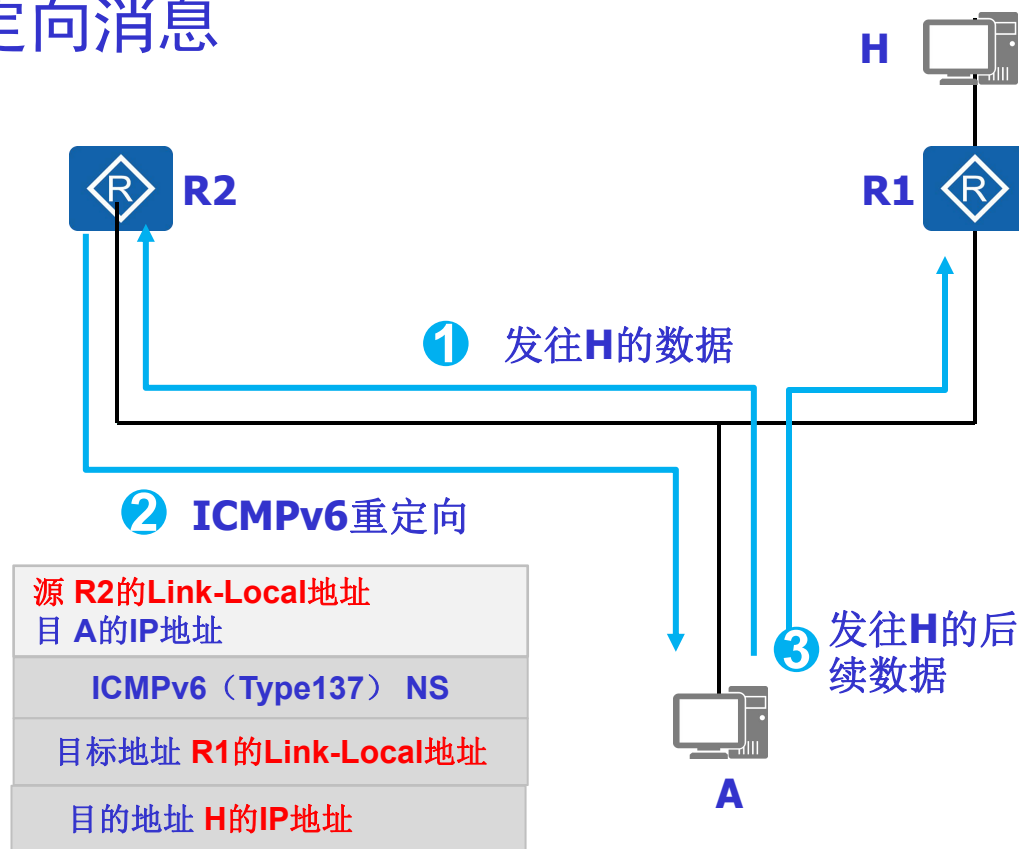 定向消息
H
R R2
R1 R
1 发往H的数据
2 ICMPv6重定向
源 R2的Link-Local地址
目 A的IP地址
ICMPv6（Type137） NS
目标地址 R1的Link-Local地址
目的地址 H的IP地址
3 发往H的后
续数据
A